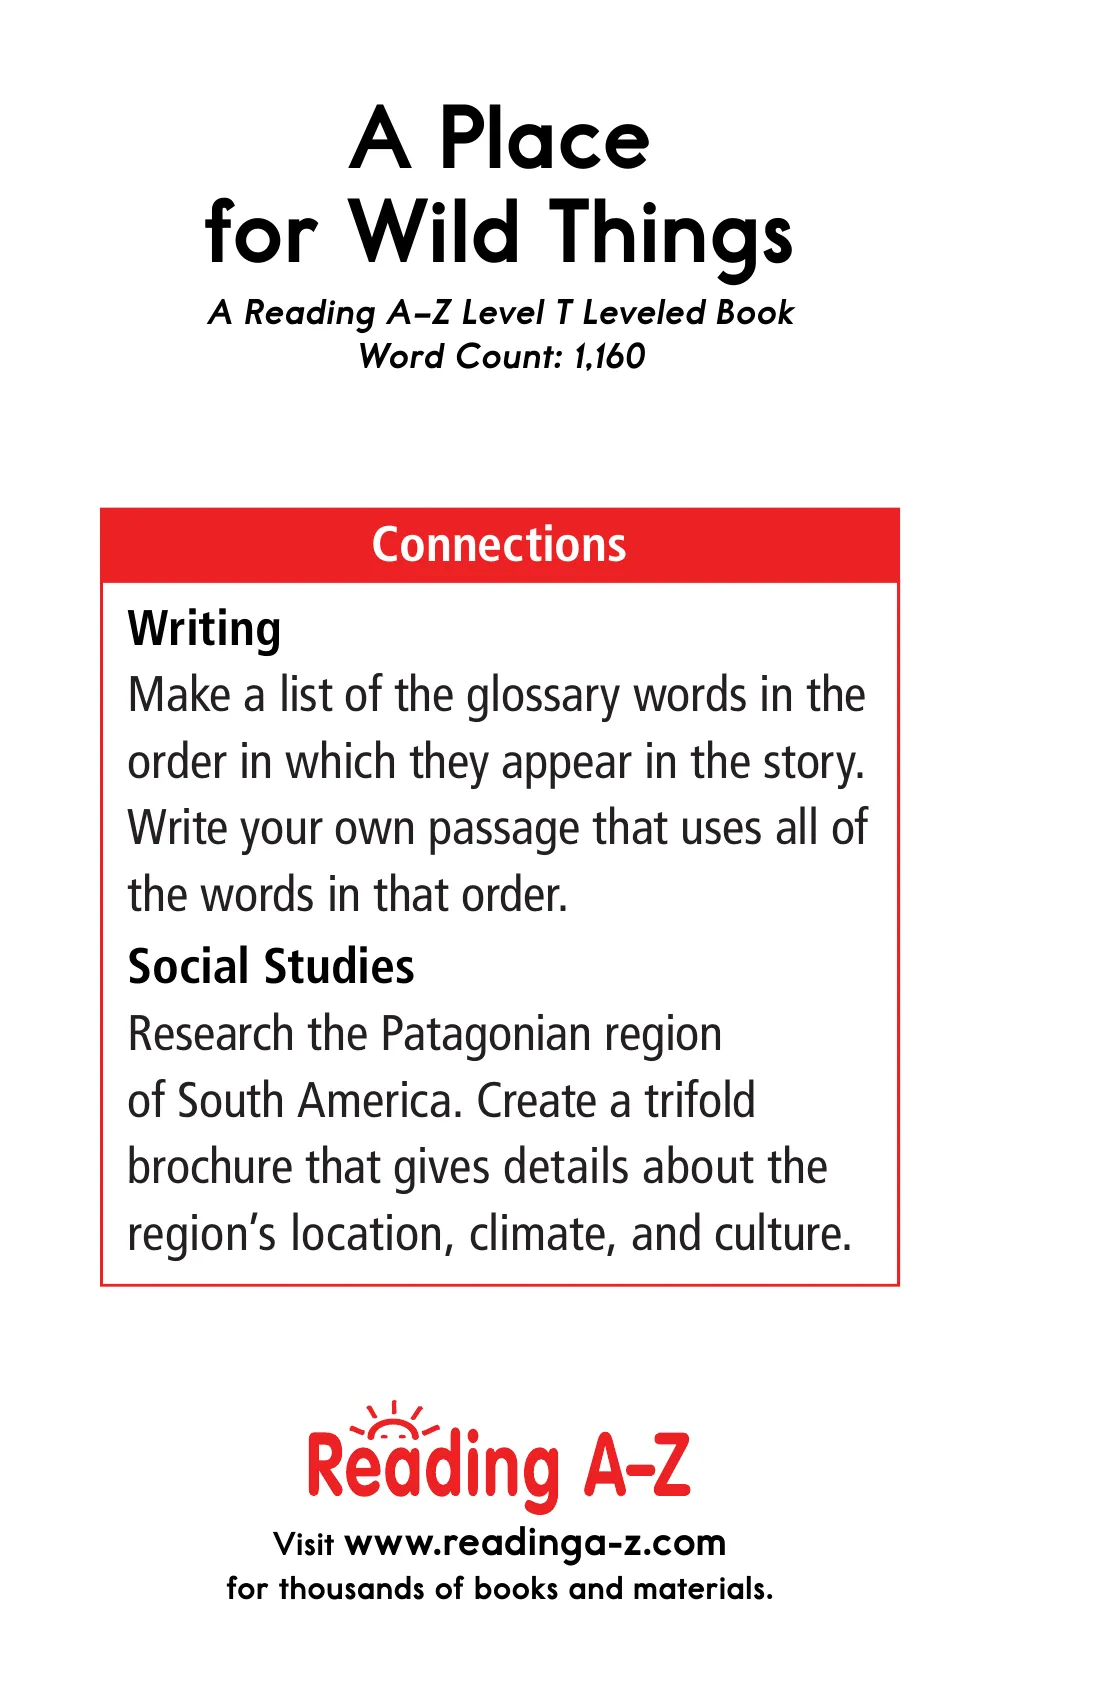 A Place
for Wild Things
A Reading A–Z Level T Leveled Book
Word Count: 1,160
Connections
Writing
Make a list of the glossary words in the
order in which they appear in the story.
Write your own passage that uses all of
the words in that order.
Social Studies
Research the Patagonian region
of South America. Create a trifold
brochure that gives details about the
region’s location, climate, and culture.
Reading A–Z
Visit www.readinga-z.com
for thousands of books and materials.